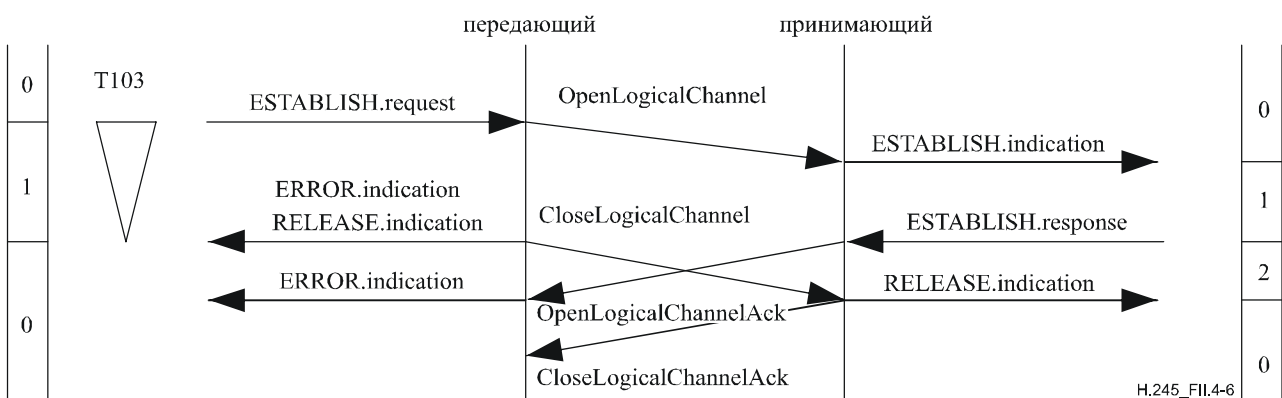 передающий принимающий
0 T103 ESTABLISH.request OpenLogicalChannel 0
ESTABLISH.indication
1 ERROR.indication 1
RELEASE.indication CloseLogicalChannel ESTABLISH.response
ERROR.indication RELEASE.indication 2
0 OpenLogicalChannelAck
CloseLogicalChannelAck 0
H.245_FII.4-6